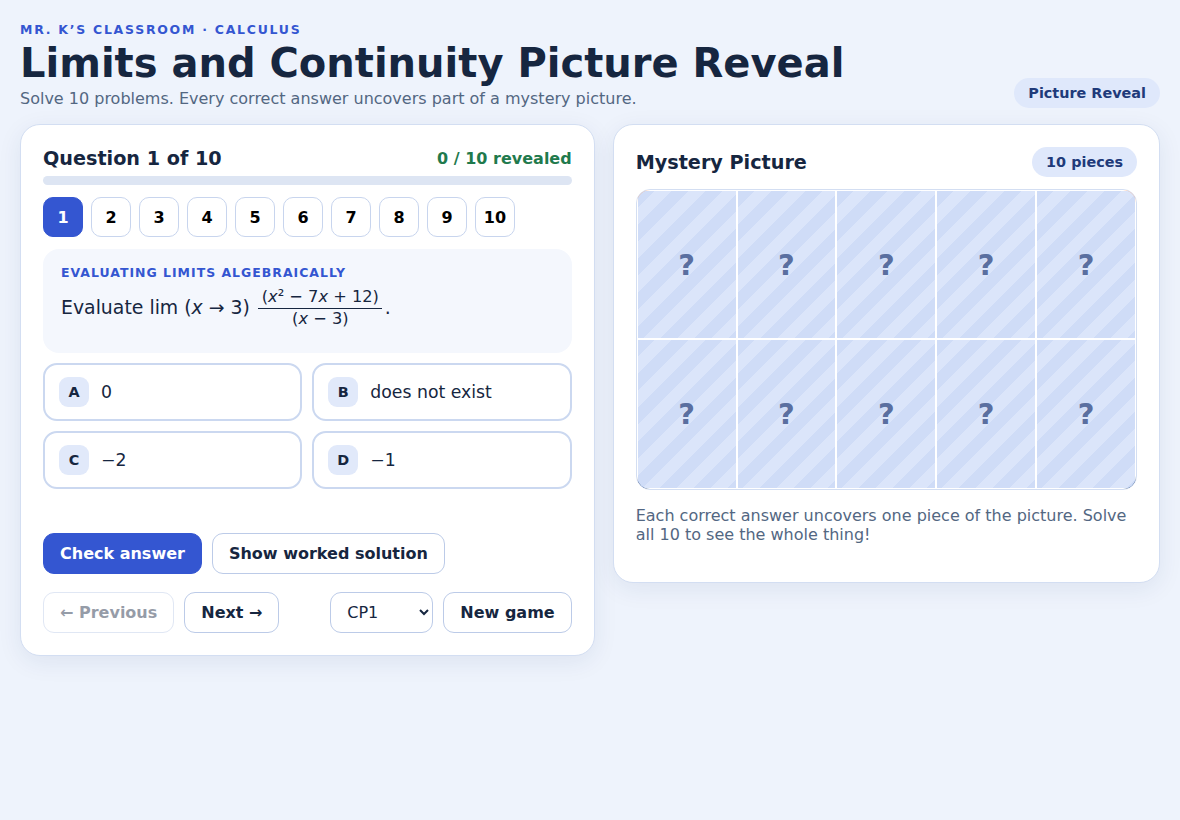 MR. K’S CLASSROOM · CALCULUS
Limits and Continuity Picture Reveal
Solve 10 problems. Every correct answer uncovers part of a mystery picture.
Picture Reveal
Question 1 of 10
0 / 10 revealed
1 2 3 4 5 6 7 8 9 10
EVALUATING LIMITS ALGEBRAICALLY
Evaluate lim (x → 3) (x² − 7x + 12) / (x − 3).
A 0
B does not exist
C −2
D −1
Check answer
Show worked solution
← Previous
Next →
CP1
New game
Mystery Picture
10 pieces
? ? ? ? ?
? ? ? ? ?
Each correct answer uncovers one piece of the picture. Solve
all 10 to see the whole thing!